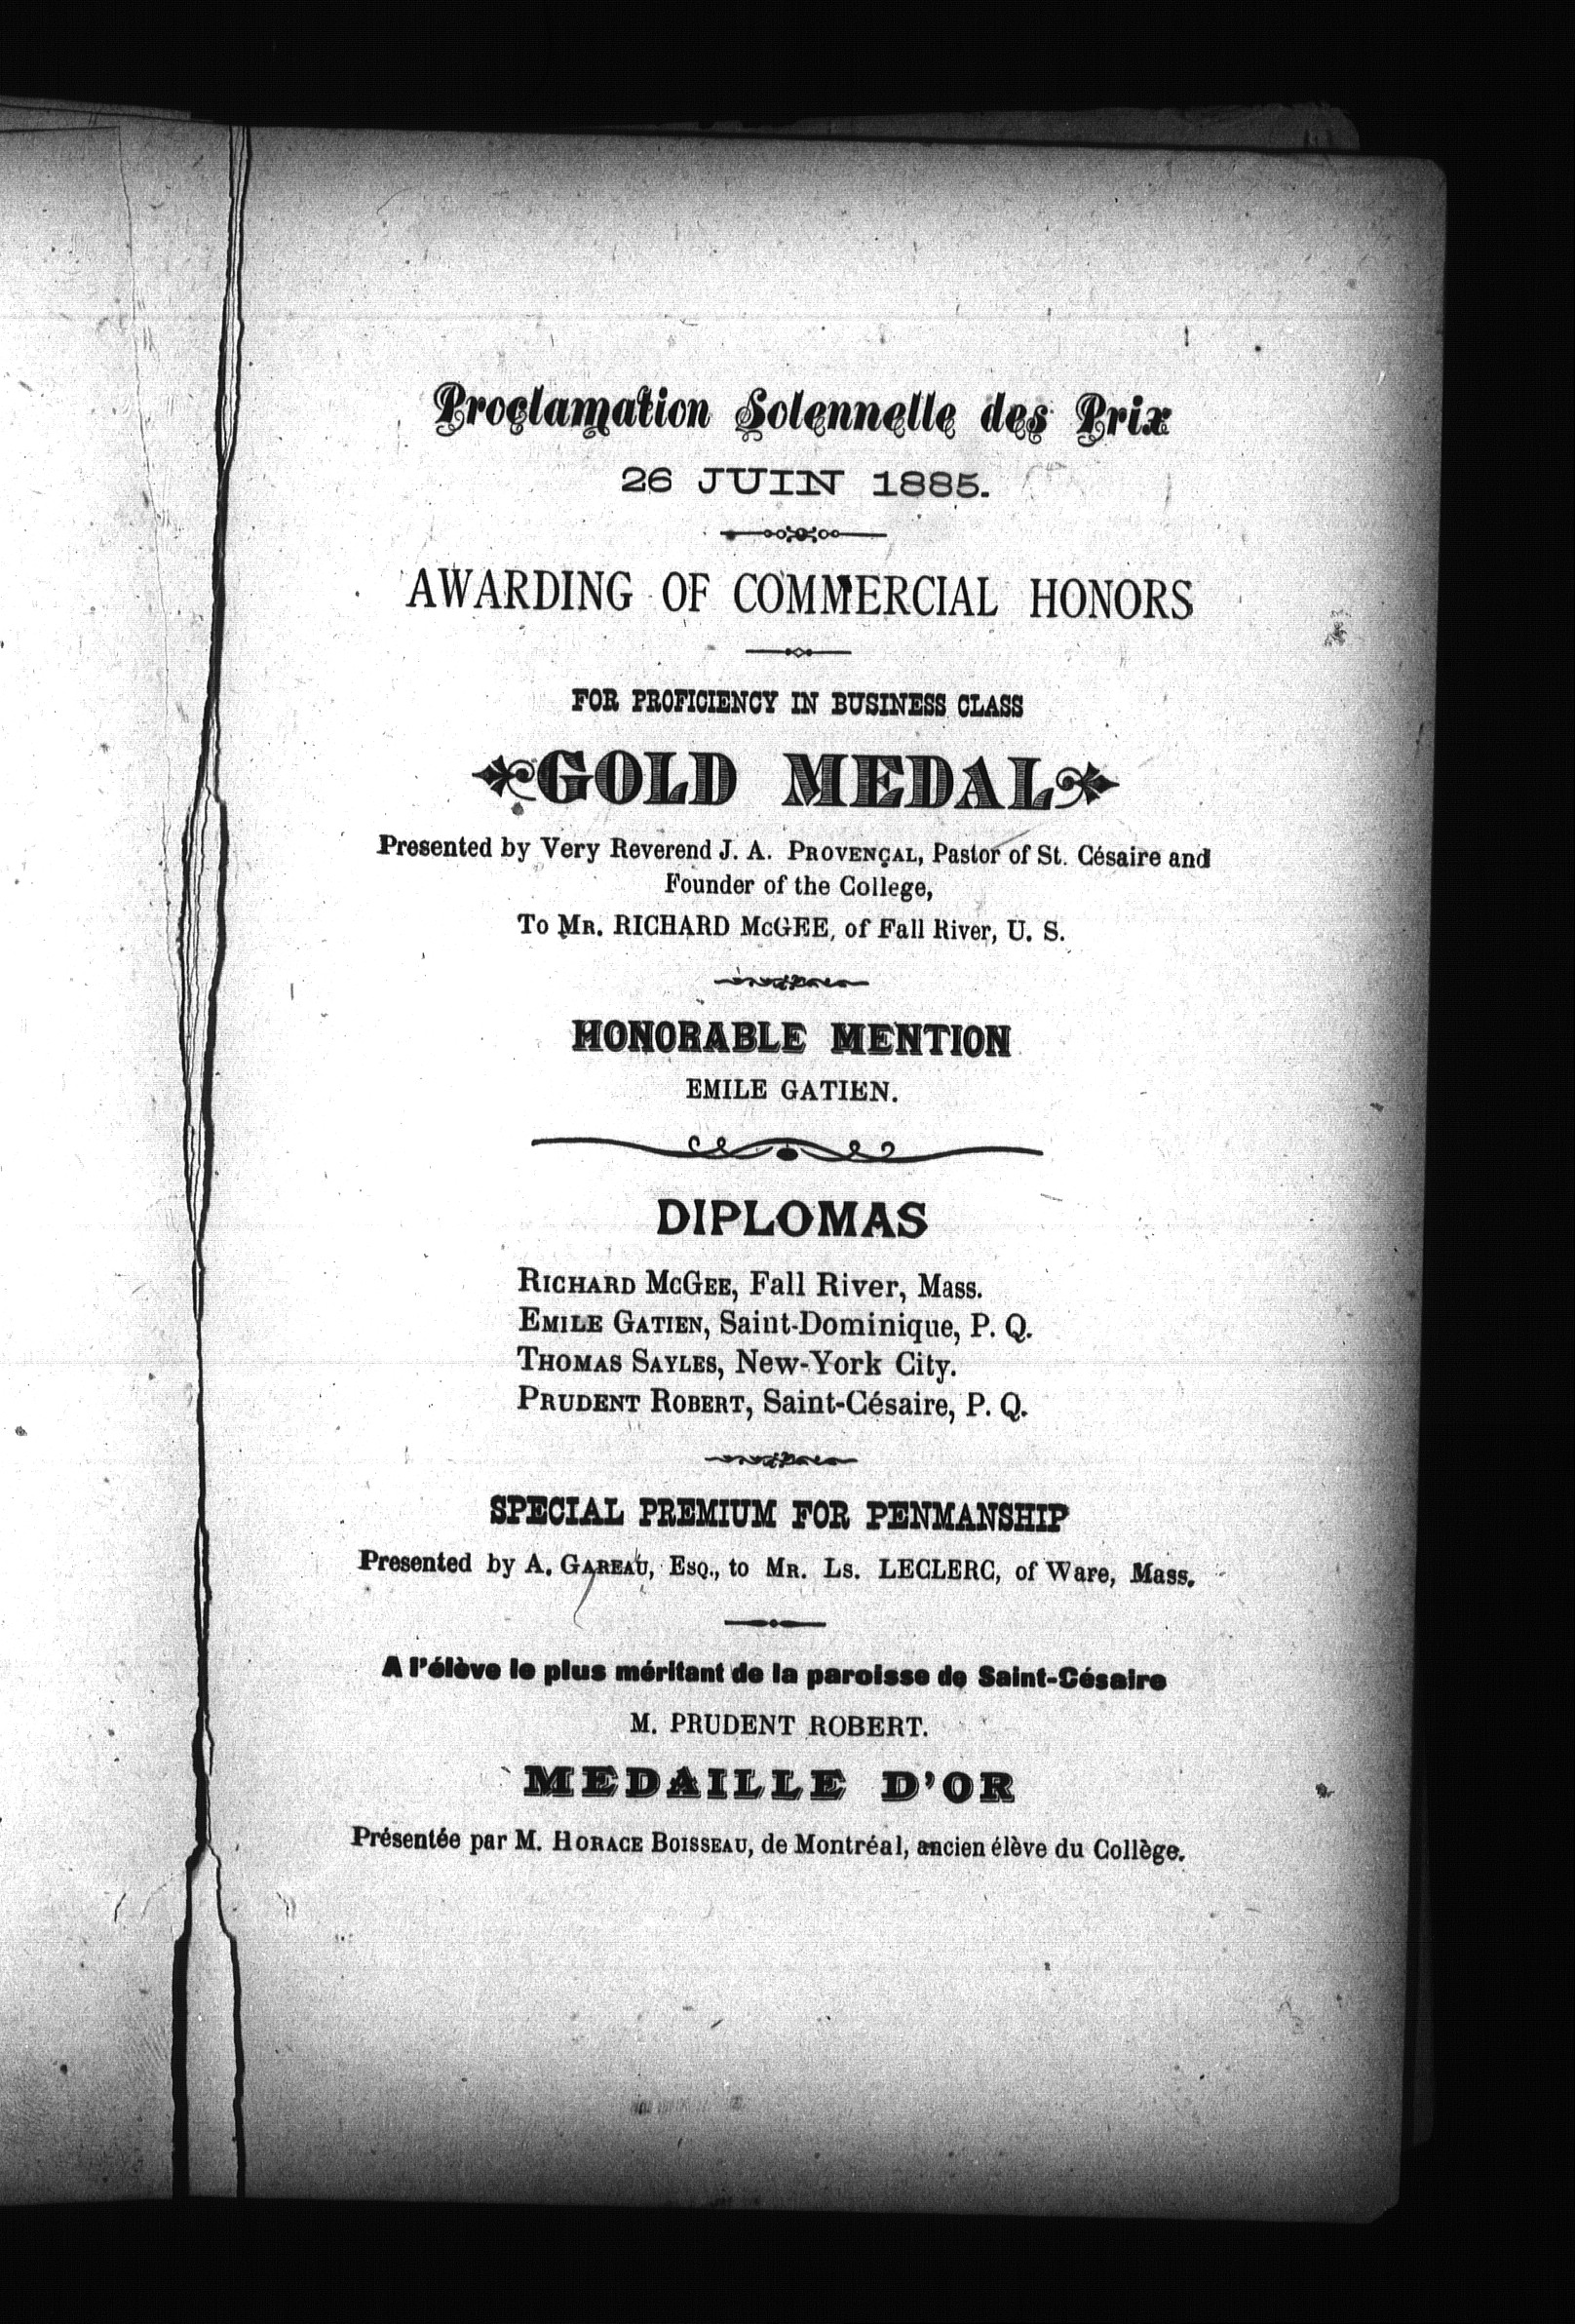 Proclamation Solennelle des Prix
26 JUIN 1885.
AWARDING OF COMMERCIAL HONORS
FOR PROFICIENCY IN BUSINESS CLASS
GOLD MEDAL
Presented by Very Reverend J. A. PROVENÇAL, Pastor of St. Césaire and
Founder of the College,
To MR. RICHARD McGEE, of Fall River, U. S.
HONORABLE MENTION
EMILE GATIEN.
DIPLOMAS
RICHARD McGEE, Fall River, Mass.
EMILE GATIEN, Saint-Dominique, P. Q.
THOMAS SAYLES, New-York City.
PRUDENT ROBERT, Saint-Césaire, P. Q.
SPECIAL PREMIUM FOR PENMANSHIP
Presented by A. GAREAU, ESQ., to MR. LS. LECLERC, of Ware, Mass.
A l'élève le plus méritant de la paroisse de Saint-Césaire
M. PRUDENT ROBERT.
MEDAILLE D'OR
Présentée par M. HORACE BOISSEAU, de Montréal, ancien élève du Collège.